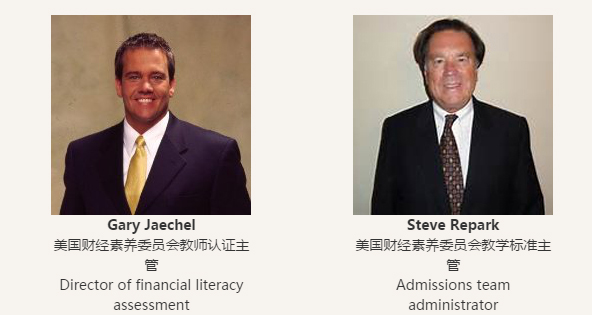 Gary Jaechel
美国财经素养委员会教师认证主
管
Director of financial literacy
assessment
Steve Repark
美国财经素养委员会教学标准主
管
Admissions team
administrator